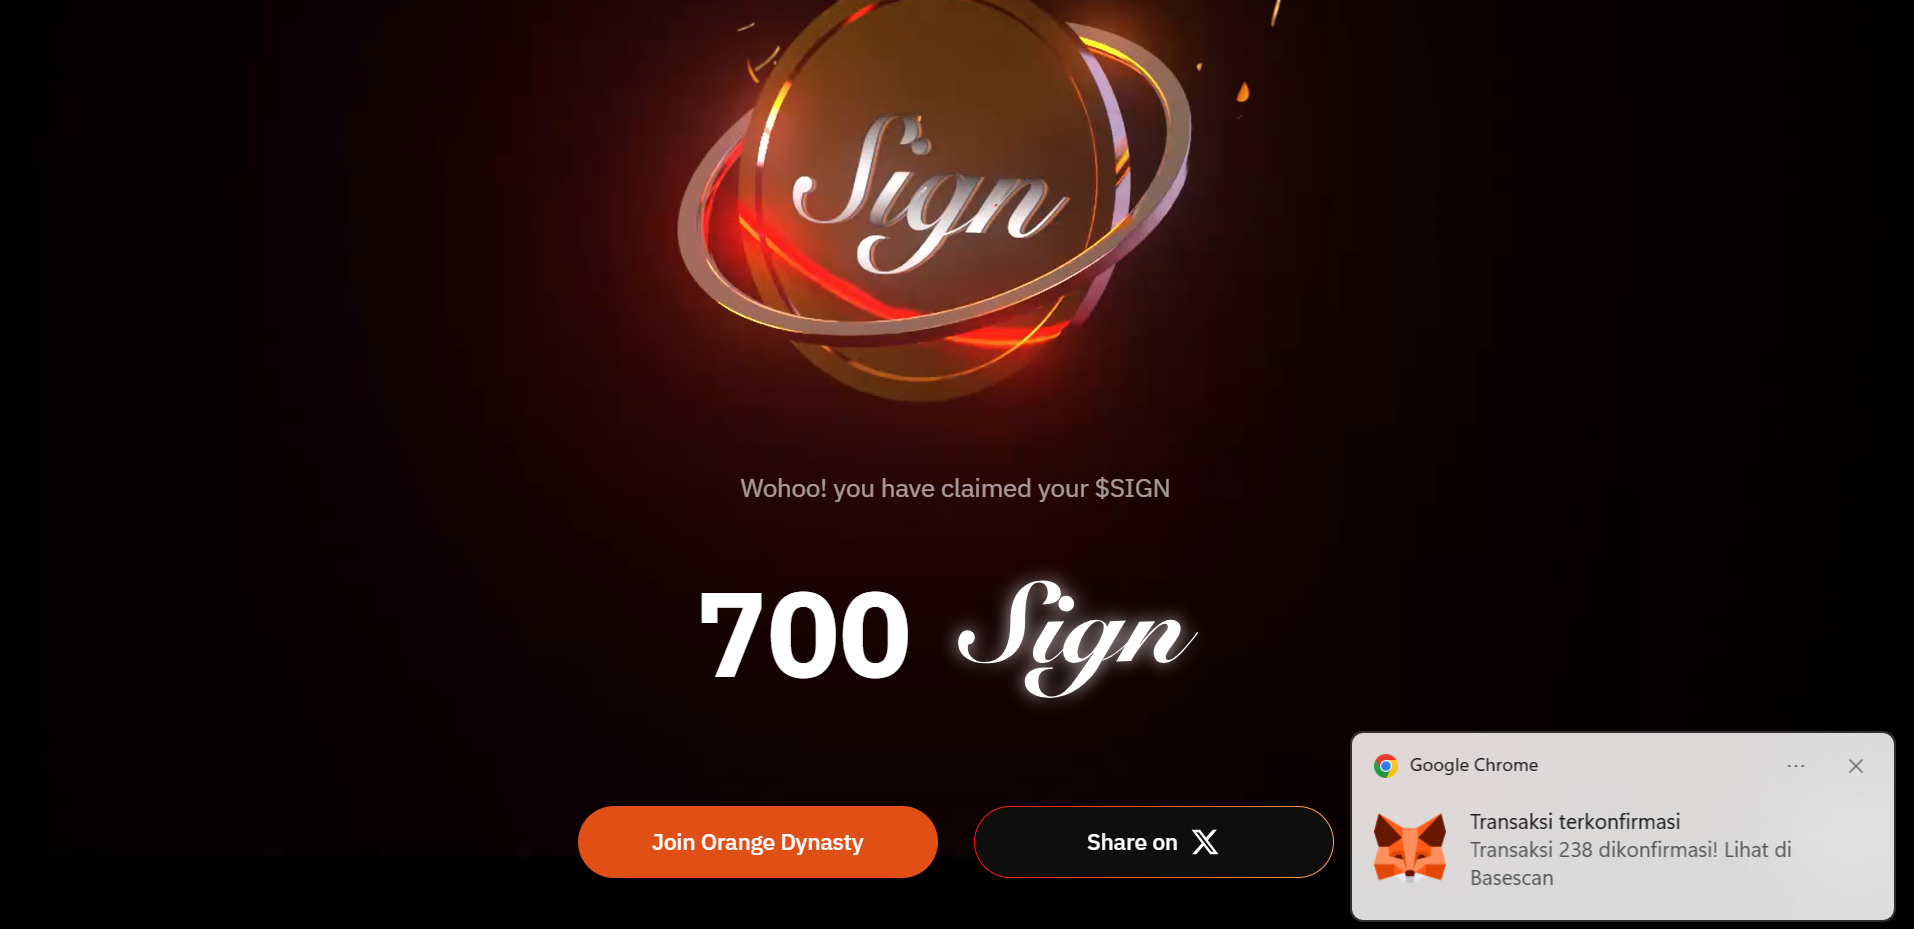 Sign
Wohoo! you have claimed your $SIGN
700 Sign
Join Orange Dynasty
Share on X
Google Chrome
Transaksi terkonfirmasi
Transaksi 238 dikonfirmasi! Lihat di
Basescan